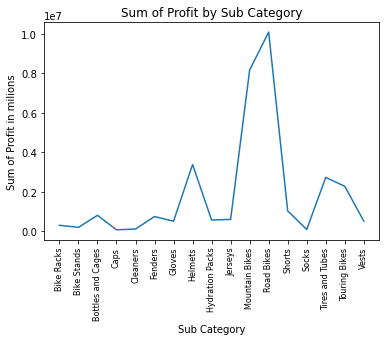 Sum of Profit by Sub Category
1e7
1.0
0.8
0.6
0.4
0.2
0.0
Sum of Profit in milions
Bike Racks
Bike Stands
Bottles and Cages
Caps
Cleaners
Fenders
Gloves
Helmets
Hydration Packs
Jerseys
Mountain Bikes
Road Bikes
Shorts
Socks
Tires and Tubes
Touring Bikes
Vests
Sub Category